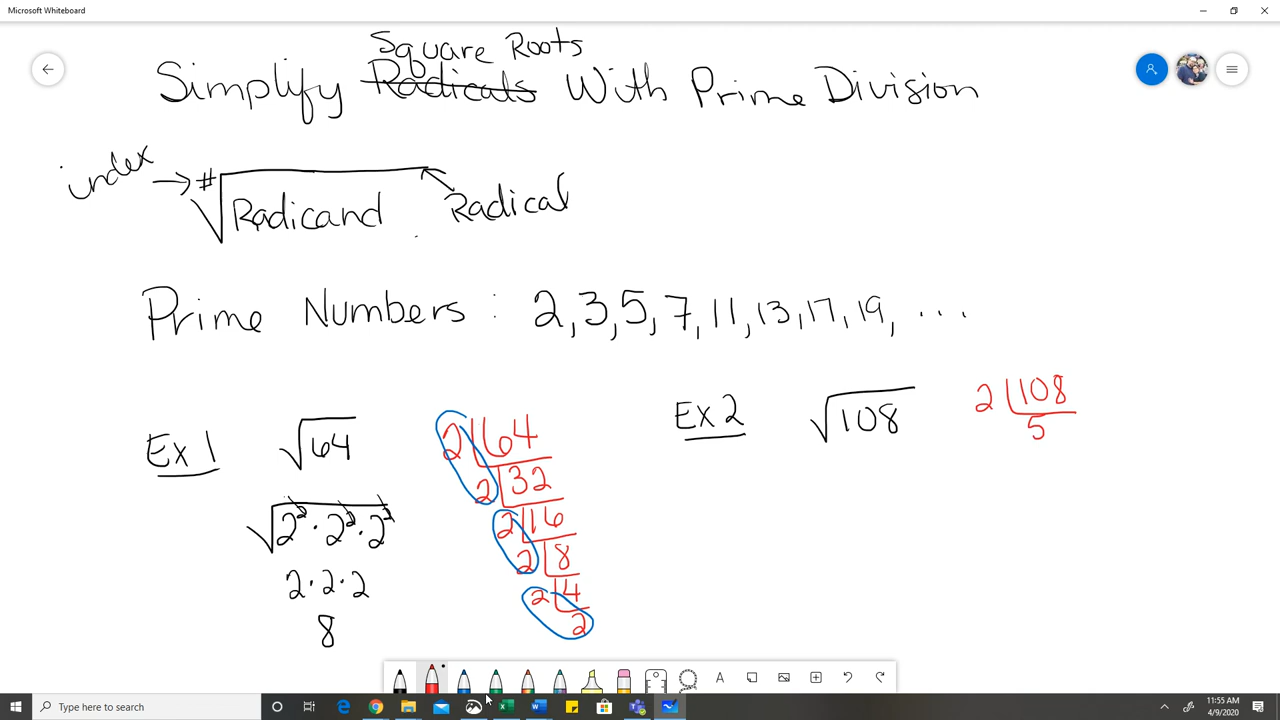 Microsoft Whiteboard
Square Roots
Simplify Radicals With Prime Division
index → # Radicand Radical
Prime Numbers : 2, 3, 5, 7, 11, 13, 17, 19, ...
Ex 1 √64
2 64
2 32
2 16
2 8
2 4
2
√2² · 2² · 2²
2 · 2 · 2
8
Ex 2 √108
2 108
5
A
Type here to search
11:55 AM
4/9/2020